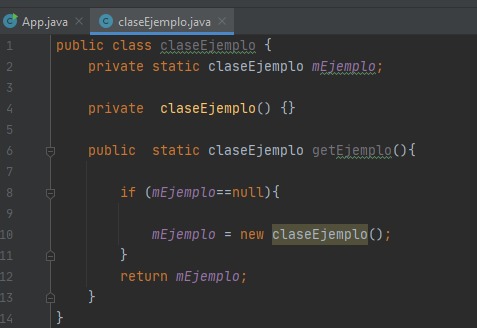 App.java × claseEjemplo.java ×
1 public class claseEjemplo {
2 private static claseEjemplo mEjemplo;
3
4 private  claseEjemplo() {}
5
6 public  static claseEjemplo getEjemplo(){
7
8 if (mEjemplo==null){
9
10 mEjemplo = new claseEjemplo();
11 }
12 return mEjemplo;
13 }
14 }